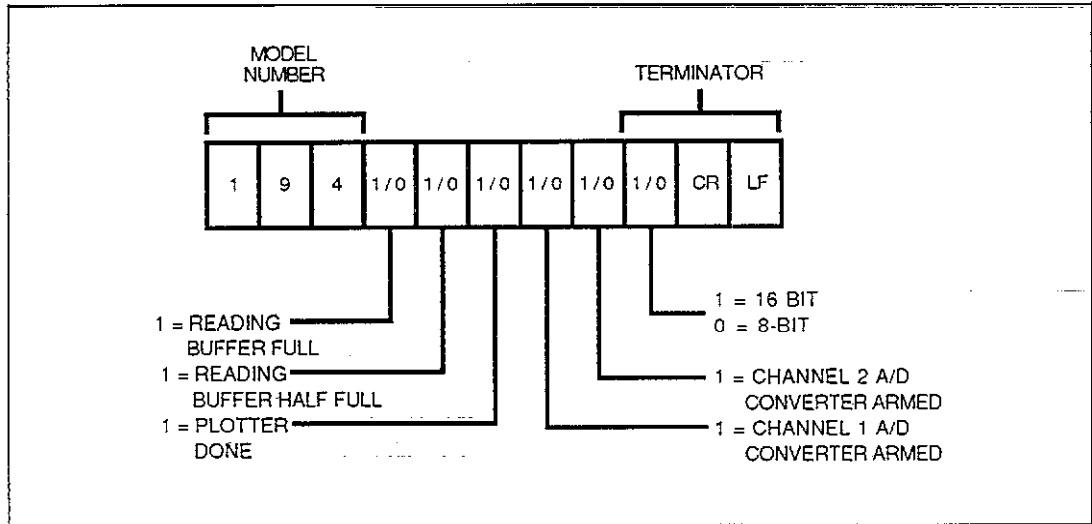 MODEL
NUMBER
TERMINATOR
1 9 4 1/0 1/0 1/0 1/0 1/0 1/0 CR LF
1 = READING
BUFFER FULL
1 = READING
BUFFER HALF FULL
1 = PLOTTER
DONE
1 = 16 BIT
0 = 8-BIT
1 = CHANNEL 2 A/D
CONVERTER ARMED
1 = CHANNEL 1 A/D
CONVERTER ARMED